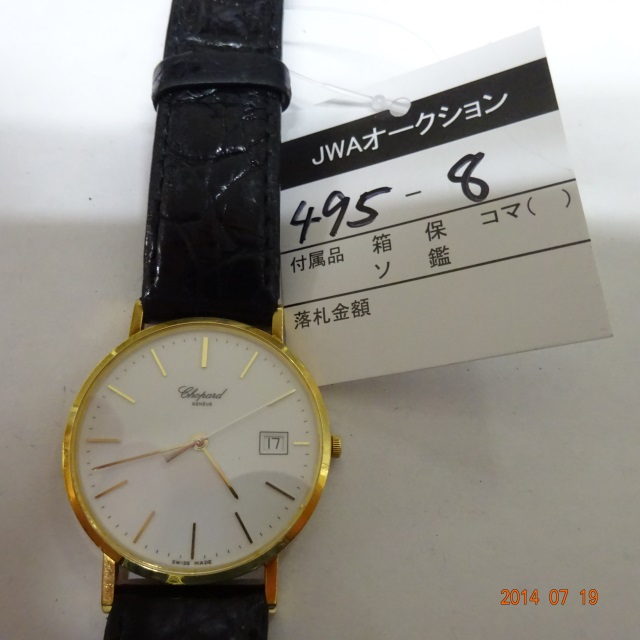 JWAオークション
495-8
付属品 箱 保 コマ( )
ソ 鑑
落札金額
Chopard
GENEVE
17
SWISS MADE
2014 07 19